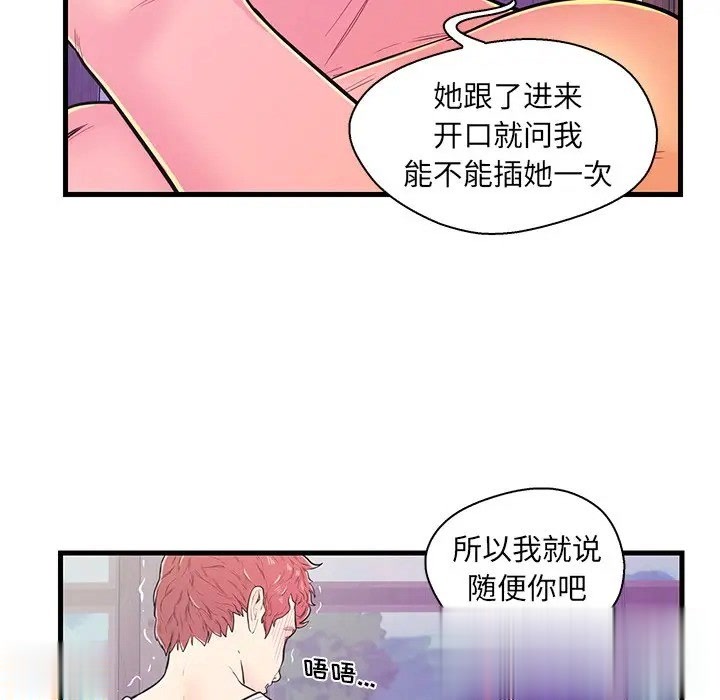 她跟了进来
开口就问我
能不能插她一次
所以我就说
随便你吧
唔唔...